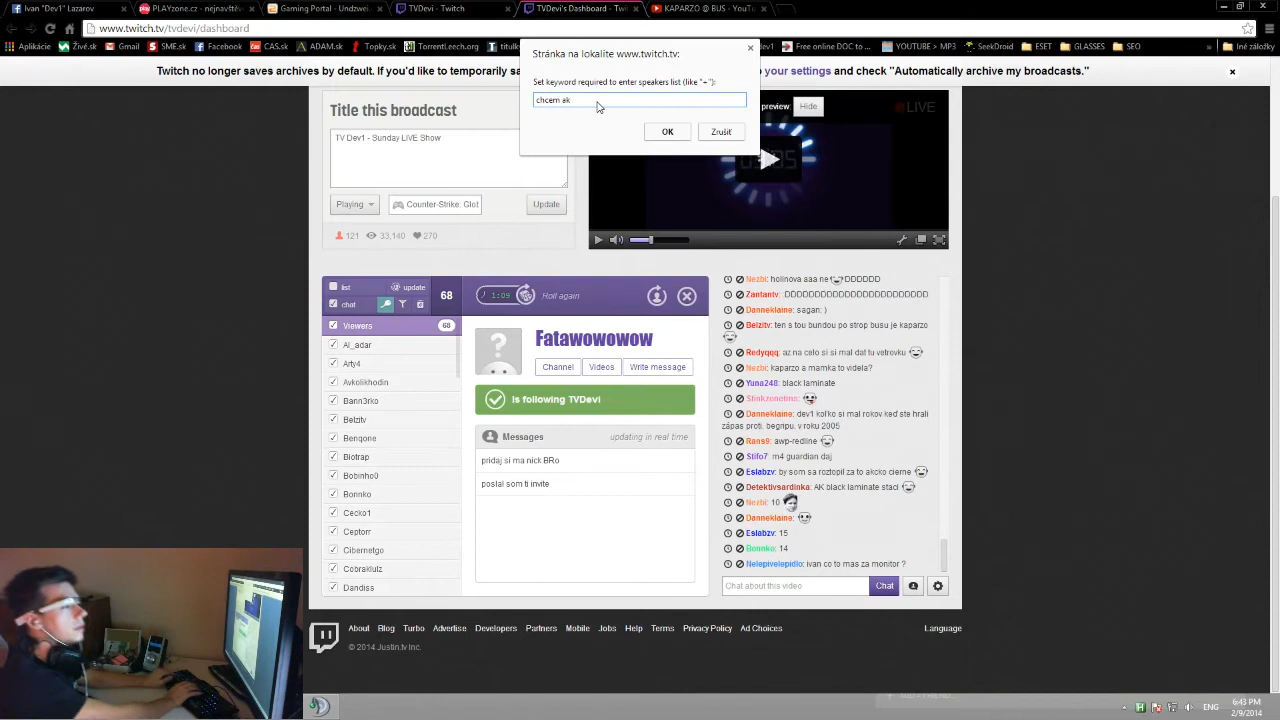 Ivan "Dev1" Lazarov
PLAYzone.cz - nejnavštěv
Gaming Portal - Undzwei
TVDevi - Twitch
TVDevi's Dashboard - Twi
KAPARZO @ BUS - YouTu
www.twitch.tv/tvdevi/dashboard
Aplikácie
Živé.sk
Gmail
SME.sk
Facebook
CAS.sk
ADAM.sk
Topky.sk
TorrentLeech.org
titulky
Free online DOC to ...
YOUTUBE > MP3
SeekDroid
ESET
GLASSES
SEO
Iné záložky
Twitch no longer saves archives by default. If you'd like to temporarily sa
your settings and check "Automatically archive my broadcasts."
Stránka na lokalite www.twitch.tv:
Set keyword required to enter speakers list (like "+"):
chcem ak
OK
Zrušiť
Title this broadcast
TV Dev1 - Sunday LIVE Show
Playing
Counter-Strike: Glot
Update
121
33,140
270
preview:
Hide
LIVE
list
update
chat
68
1:09
Roll again
Viewers
68
Al_adar
Arty4
Avkolikhodin
Bann3rko
Belzitv
Benqone
Biotrap
Bobinho0
Bonnko
Cecko1
Ceptorr
Cibernetgo
Cobraklulz
Dandiss
Fatawowowow
Channel
Videos
Write message
Is following TVDevi
Messages
updating in real time
pridaj si ma nick BRo
poslal som ti invite
Nezbi: holinova aaa ne DDDDDD
Danneklaine: sagan: )
Belzitv: ten s tou bundou po strop busu je kaparzo
Redyqqq: az na celo si si mal dat tu vetrovku
Nezbi: kaparzo a mamka to videla?
Yuna248: black laminate
Danneklaine: dev1 koľko si mal rokov keď ste hrali
zápas proti. begripu. v roku 2005
Rans9: awp-redline
Stifo7: m4 guardian daj
Eslabzv: by som sa roztopil za to akcko cierne
Detektivsardinka: AK black laminate staci
Nezbi: 10
Danneklaine:
Eslabzv: 15
Bonnko: 14
Nelepivelepidlo: ivan co to mas za monitor ?
Chat about this video
Chat
About
Blog
Turbo
Advertise
Developers
Partners
Mobile
Jobs
Help
Terms
Privacy Policy
Ad Choices
Language
© 2014 Justin.tv Inc.
ENG
6:43 PM
2/9/2014